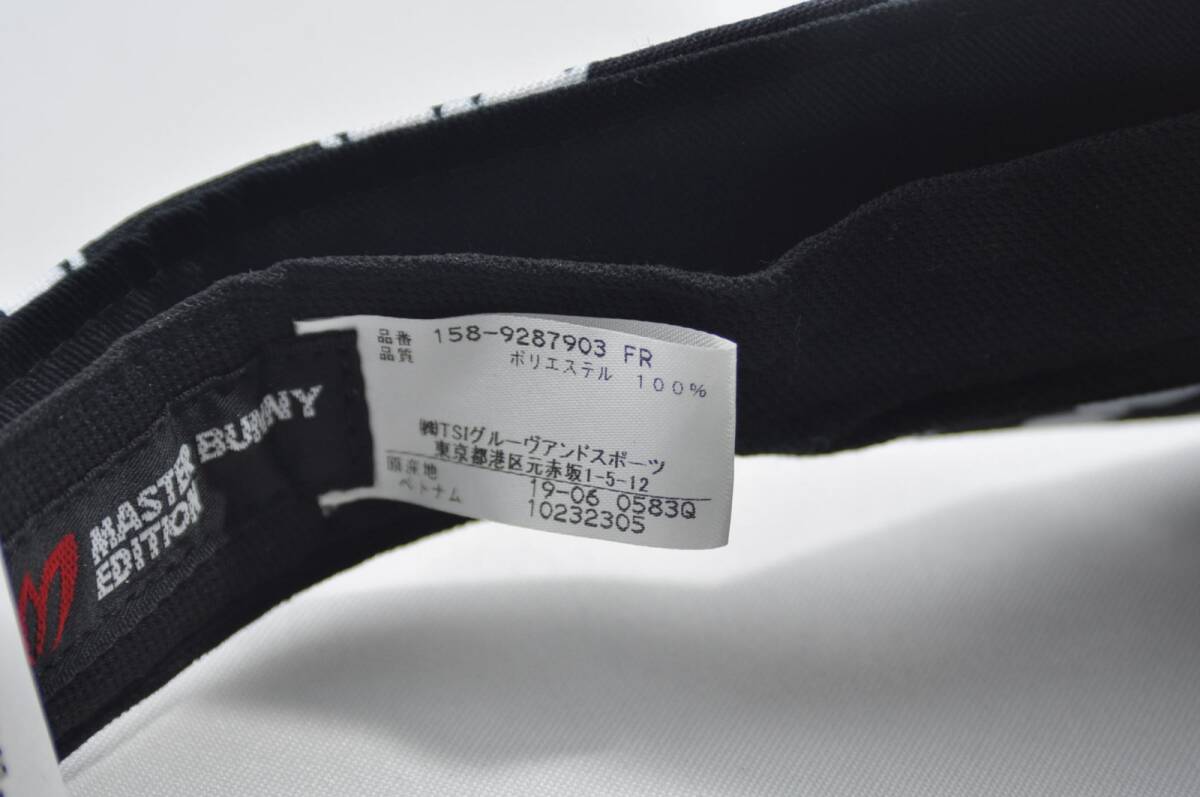 品番 158-9287903 FR
品質 ポリエステル 100%
㈱TSIグルーヴアンドスポーツ
東京都港区元赤坂1-5-12
原産地
ベトナム 19-06 0583Q
10232305
MASTER BUNNY
EDITION